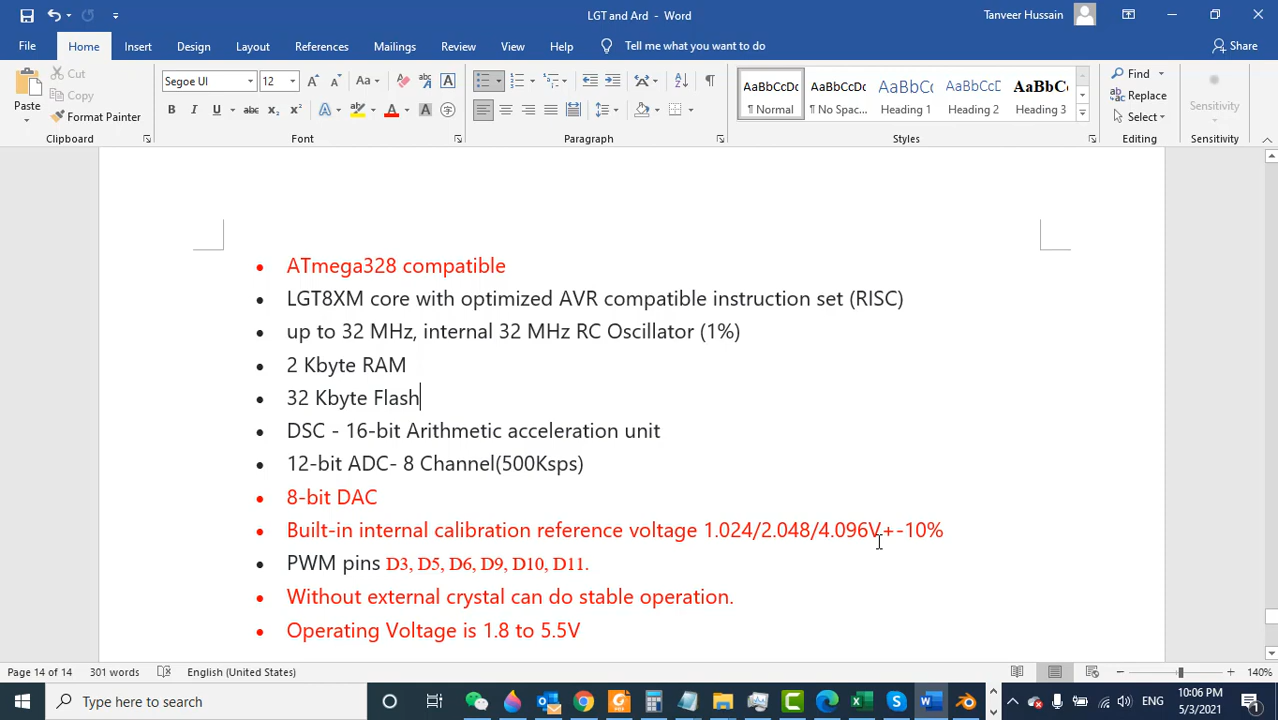 LGT and Ard - Word
Tanveer Hussain
File Home Insert Design Layout References Mailings Review View Help Tell me what you want to do Share
Cut
Copy
Format Painter
Paste
Clipboard
Segoe UI 12
Font
Paragraph
AaBbCcDc AaBbCcDc AaBbCc AaBbCcD AaBbC
¶ Normal ¶ No Spac... Heading 1 Heading 2 Heading 3
Styles
Find
Replace
Select
Editing
Sensitivity
Sensitivity
• ATmega328 compatible
• LGT8XM core with optimized AVR compatible instruction set (RISC)
• up to 32 MHz, internal 32 MHz RC Oscillator (1%)
• 2 Kbyte RAM
• 32 Kbyte Flash
• DSC - 16-bit Arithmetic acceleration unit
• 12-bit ADC- 8 Channel(500Ksps)
• 8-bit DAC
• Built-in internal calibration reference voltage 1.024/2.048/4.096V+-10%
• PWM pins D3, D5, D6, D9, D10, D11.
• Without external crystal can do stable operation.
• Operating Voltage is 1.8 to 5.5V
Page 14 of 14 301 words English (United States) 140%
Type here to search
ENG
10:06 PM
5/3/2021